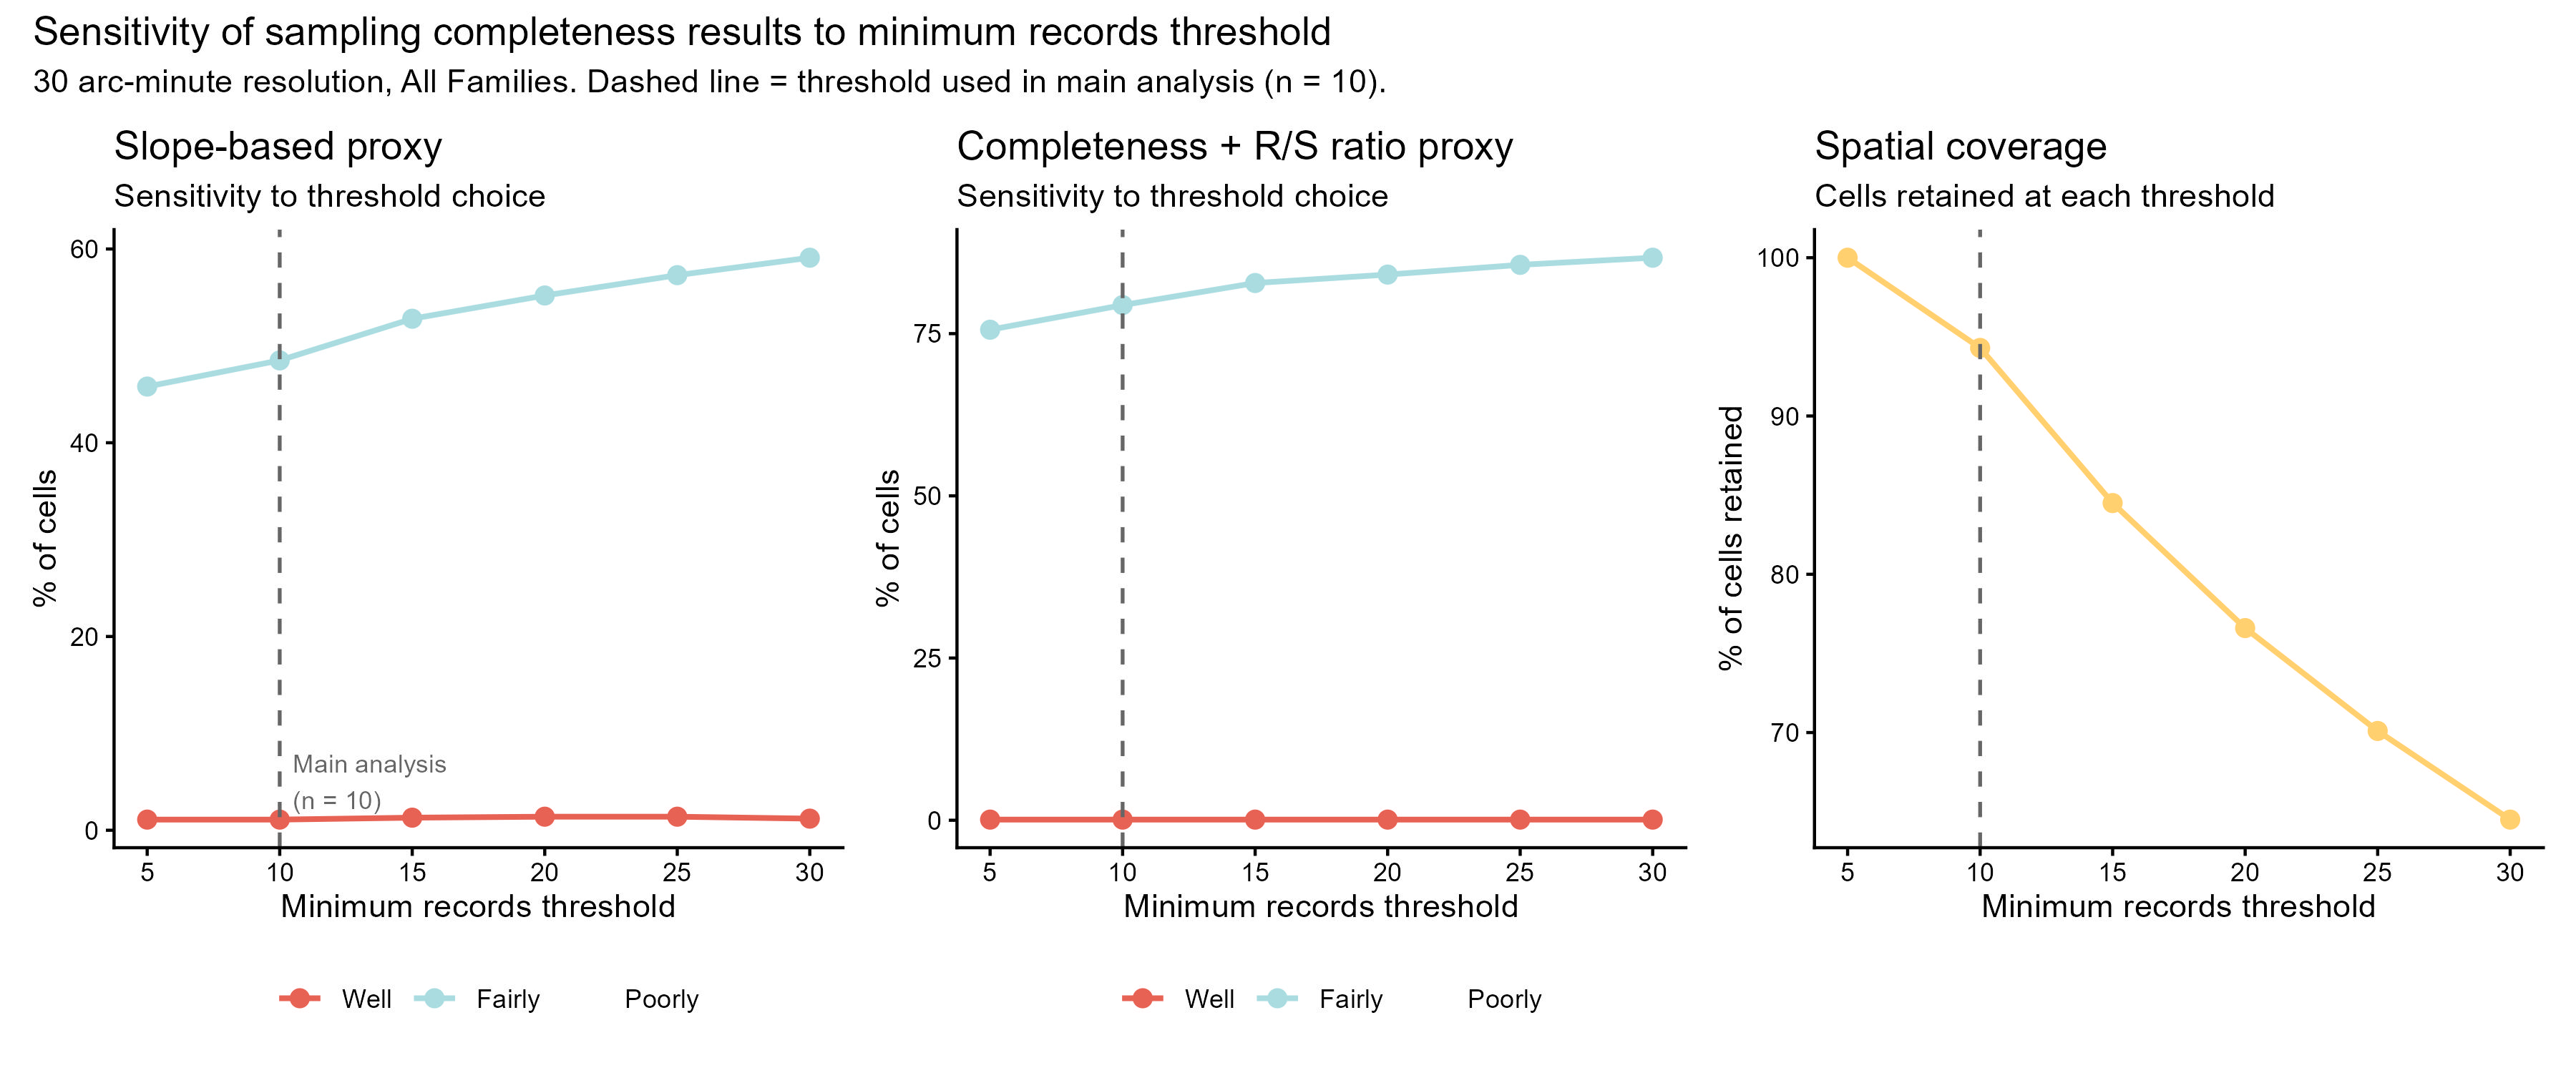 Sensitivity of sampling completeness results to minimum records threshold
30 arc-minute resolution, All Families. Dashed line = threshold used in main analysis (n = 10).
Slope-based proxy
Sensitivity to threshold choice
60
40
20
0
% of cells
Main analysis
(n = 10)
5 10 15 20 25 30
Minimum records threshold
Well Fairly Poorly
Completeness + R/S ratio proxy
Sensitivity to threshold choice
75
50
25
0
% of cells
5 10 15 20 25 30
Minimum records threshold
Well Fairly Poorly
Spatial coverage
Cells retained at each threshold
100
90
80
70
% of cells retained
5 10 15 20 25 30
Minimum records threshold